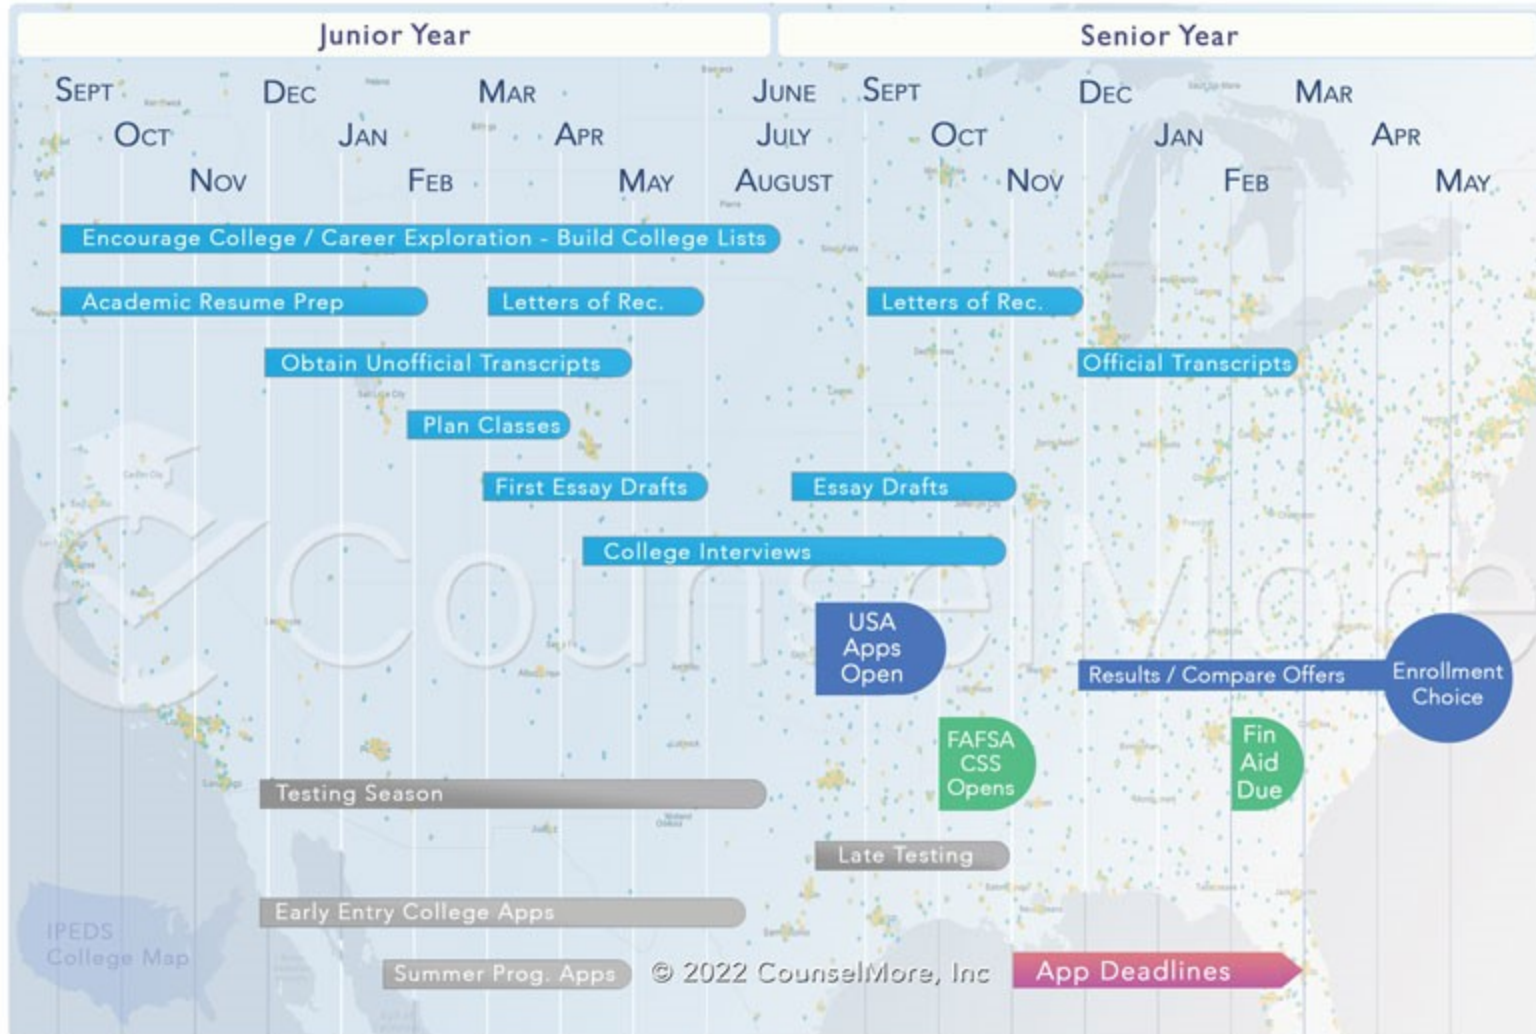 Junior Year
Senior Year
SEPT
DEC
MAR
JUNE
SEPT
DEC
MAR
OCT
JAN
APR
JULY
OCT
JAN
APR
NOV
FEB
MAY
AUGUST
NOV
FEB
MAY
Encourage College / Career Exploration - Build College Lists
Academic Resume Prep
Letters of Rec.
Letters of Rec.
Obtain Unofficial Transcripts
Official Transcripts
Plan Classes
First Essay Drafts
Essay Drafts
College Interviews
CounselMore
USA
Apps
Open
Results / Compare Offers
Enrollment
Choice
FAFSA
CSS
Opens
Fin
Aid
Due
Testing Season
Late Testing
Early Entry College Apps
IPEDS
College Map
Summer Prog. Apps
© 2022 CounselMore, Inc
App Deadlines